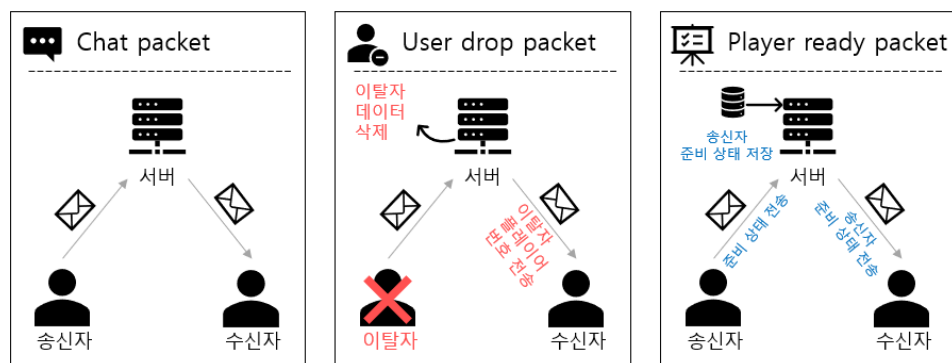 Chat packet
서버
송신자
수신자
User drop packet
이탈자
데이터
삭제
서버
이탈자
플레이어
번호 전송
이탈자
수신자
Player ready packet
송신자
준비 상태 저장
서버
준비 상태 전송
송신자
준비 상태 전송
송신자
수신자